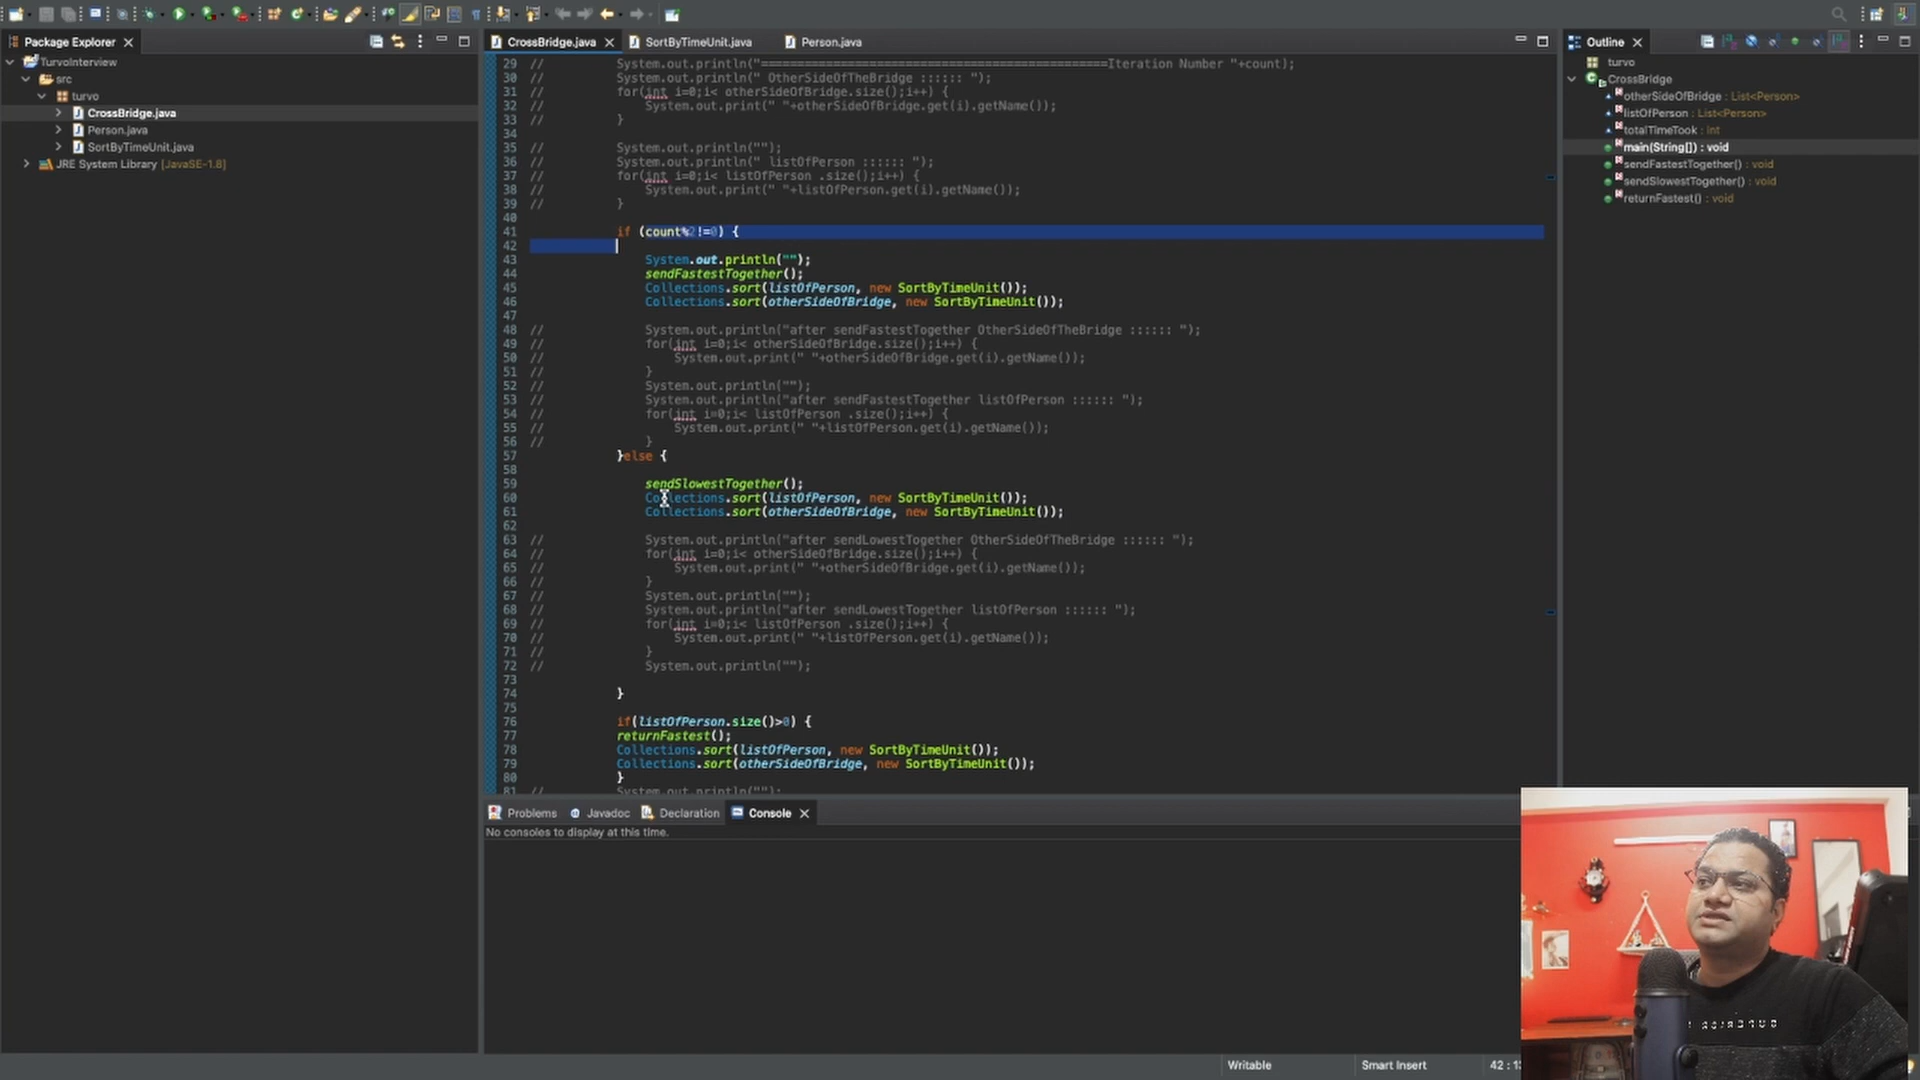 Package Explorer
TurvoInterview
src
turvo
CrossBridge.java
Person.java
SortByTimeUnit.java
JRE System Library [JavaSE-1.8]
CrossBridge.java
SortByTimeUnit.java
Person.java
29 // System.out.println("================================================Iteration Number "+count);
30 // System.out.println(" OtherSideOfTheBridge :::::: ");
31 // for(int i=0;i< otherSideOfBridge.size();i++) {
32 // System.out.print(" "+otherSideOfBridge.get(i).getName());
33 // }
34
35 // System.out.println("");
36 // System.out.println(" listOfPerson :::::: ");
37 // for(int i=0;i< listOfPerson .size();i++) {
38 // System.out.print(" "+listOfPerson.get(i).getName());
39 // }
40
41 if (count%2!=0) {
42
43 System.out.println("");
44 sendFastestTogether();
45 Collections.sort(listOfPerson, new SortByTimeUnit());
46 Collections.sort(otherSideOfBridge, new SortByTimeUnit());
47
48 // System.out.println("after sendFastestTogether OtherSideOfTheBridge :::::: ");
49 // for(int i=0;i< otherSideOfBridge.size();i++) {
50 // System.out.print(" "+otherSideOfBridge.get(i).getName());
51 // }
52 // System.out.println("");
53 // System.out.println("after sendFastestTogether listOfPerson :::::: ");
54 // for(int i=0;i< listOfPerson .size();i++) {
55 // System.out.print(" "+listOfPerson.get(i).getName());
56 // }
57 }else {
58
59 sendSlowestTogether();
60 Collections.sort(listOfPerson, new SortByTimeUnit());
61 Collections.sort(otherSideOfBridge, new SortByTimeUnit());
62
63 // System.out.println("after sendLowestTogether OtherSideOfTheBridge :::::: ");
64 // for(int i=0;i< otherSideOfBridge.size();i++) {
65 // System.out.print(" "+otherSideOfBridge.get(i).getName());
66 // }
67 // System.out.println("");
68 // System.out.println("after sendLowestTogether listOfPerson :::::: ");
69 // for(int i=0;i< listOfPerson .size();i++) {
70 // System.out.print(" "+listOfPerson.get(i).getName());
71 // }
72 // System.out.println("");
73
74 }
75
76 if(listOfPerson.size()>0) {
77 returnFastest();
78 Collections.sort(listOfPerson, new SortByTimeUnit());
79 Collections.sort(otherSideOfBridge, new SortByTimeUnit());
80 }
81 // System.out.println("");
Outline
turvo
CrossBridge
otherSideOfBridge : List<Person>
listOfPerson : List<Person>
totalTimeTook : int
main(String[]) : void
sendFastestTogether() : void
sendSlowestTogether() : void
returnFastest() : void
Problems
Javadoc
Declaration
Console
No consoles to display at this time.
Writable
Smart Insert